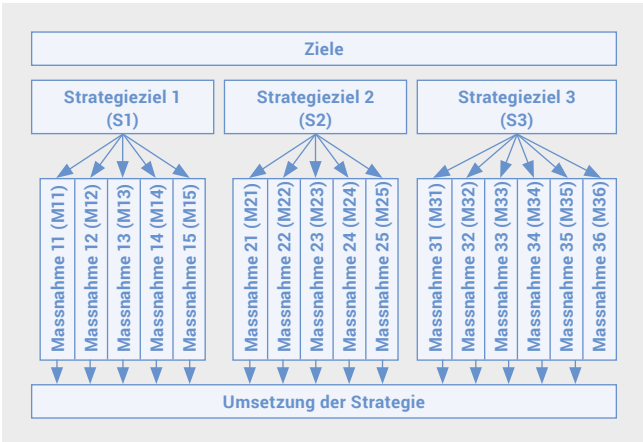 Ziele
Strategieziel 1
(S1)
Strategieziel 2
(S2)
Strategieziel 3
(S3)
Massnahme 11 (M11)
Massnahme 12 (M12)
Massnahme 13 (M13)
Massnahme 14 (M14)
Massnahme 15 (M15)
Massnahme 21 (M21)
Massnahme 22 (M22)
Massnahme 23 (M23)
Massnahme 24 (M24)
Massnahme 25 (M25)
Massnahme 31 (M31)
Massnahme 32 (M32)
Massnahme 33 (M33)
Massnahme 34 (M34)
Massnahme 35 (M35)
Massnahme 36 (M36)
Umsetzung der Strategie